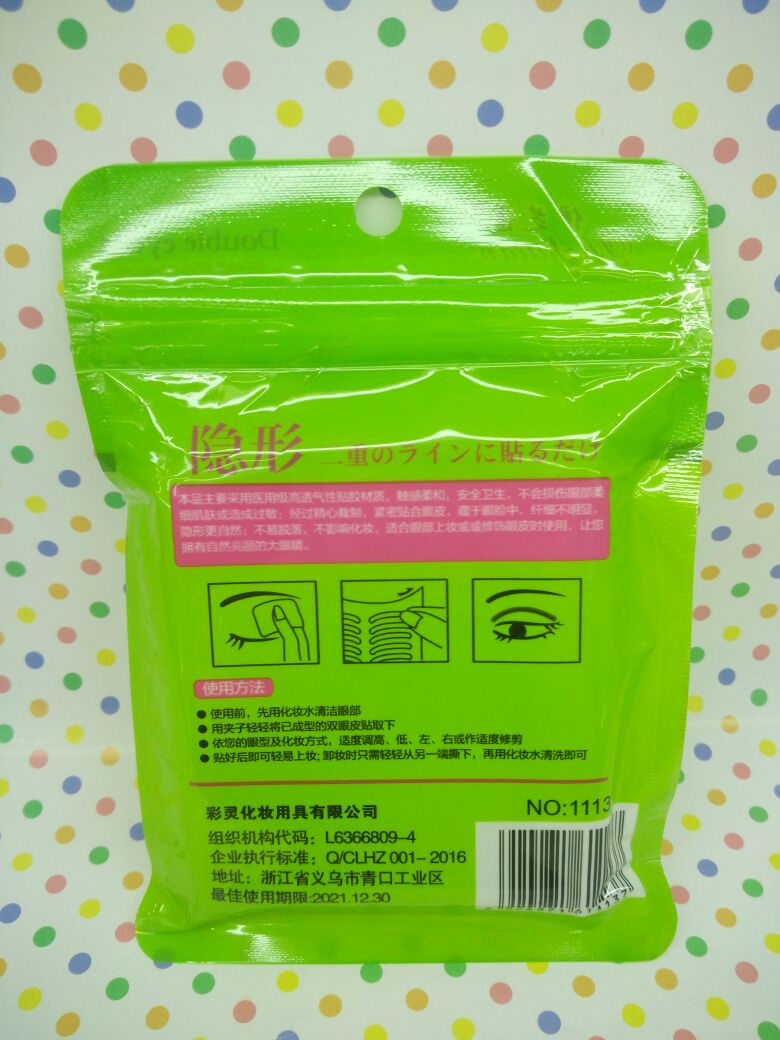 隐形 二重のラインに貼るだけ
本品主要采用医用级高透气性贴胶材质，触感柔和，安全卫生，不会损伤眼部柔
细肌肤或造成过敏，经过精心裁制，紧密贴合眼皮，蕴于眼睑中，纤细不明显，
隐形更自然；不易脱落，不影响化妆，适合眼部上妆或或修饰眼皮时使用，让您
拥有自然亮丽的大眼睛。
使用方法
● 使用前，先用化妆水清洁眼部
● 用夹子轻轻将已成型的双眼皮贴取下
● 依您的眼型及化妆方式，适度调高、低、左、右或作适度修剪
● 贴好后即可轻易上妆；卸妆时只需轻轻从另一端撕下，再用化妆水清洗即可
彩灵化妆用具有限公司
NO:1113
组织机构代码：L6366809-4
企业执行标准：Q/CLHZ 001-2016
地址：浙江省义乌市青口工业区
最佳使用期限:2021.12.30